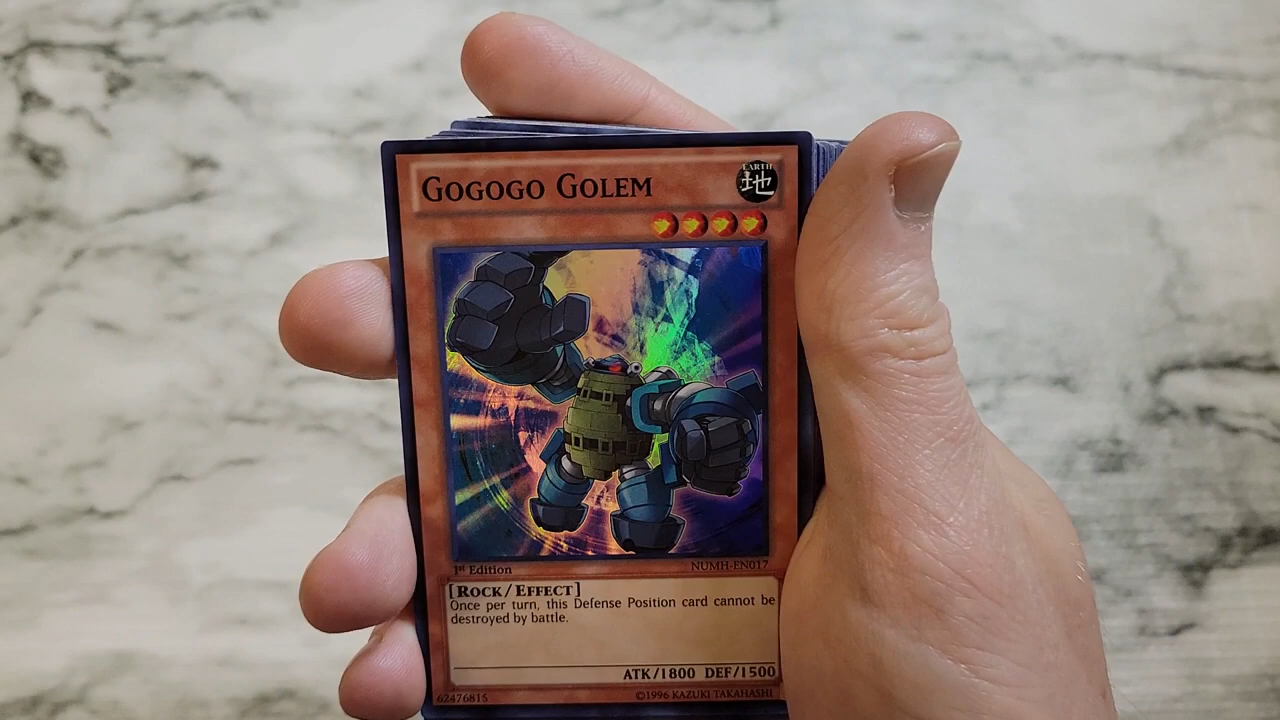 GOGOGO GOLEM
EARTH
地
1st Edition
NUMH-EN017
[ROCK/EFFECT]
Once per turn, this Defense Position card cannot be
destroyed by battle.
ATK/1800 DEF/1500
62476815
©1996 KAZUKI TAKAHASHI